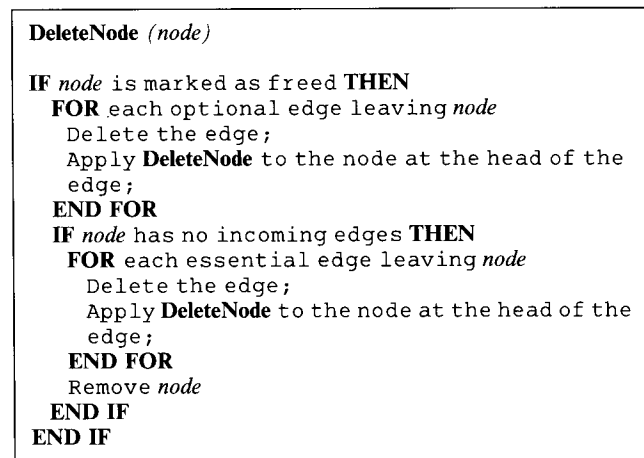 DeleteNode (node)
IF node is marked as freed THEN
FOR each optional edge leaving node
Delete the edge;
Apply DeleteNode to the node at the head of the
edge;
END FOR
IF node has no incoming edges THEN
FOR each essential edge leaving node
Delete the edge;
Apply DeleteNode to the node at the head of the
edge;
END FOR
Remove node
END IF
END IF